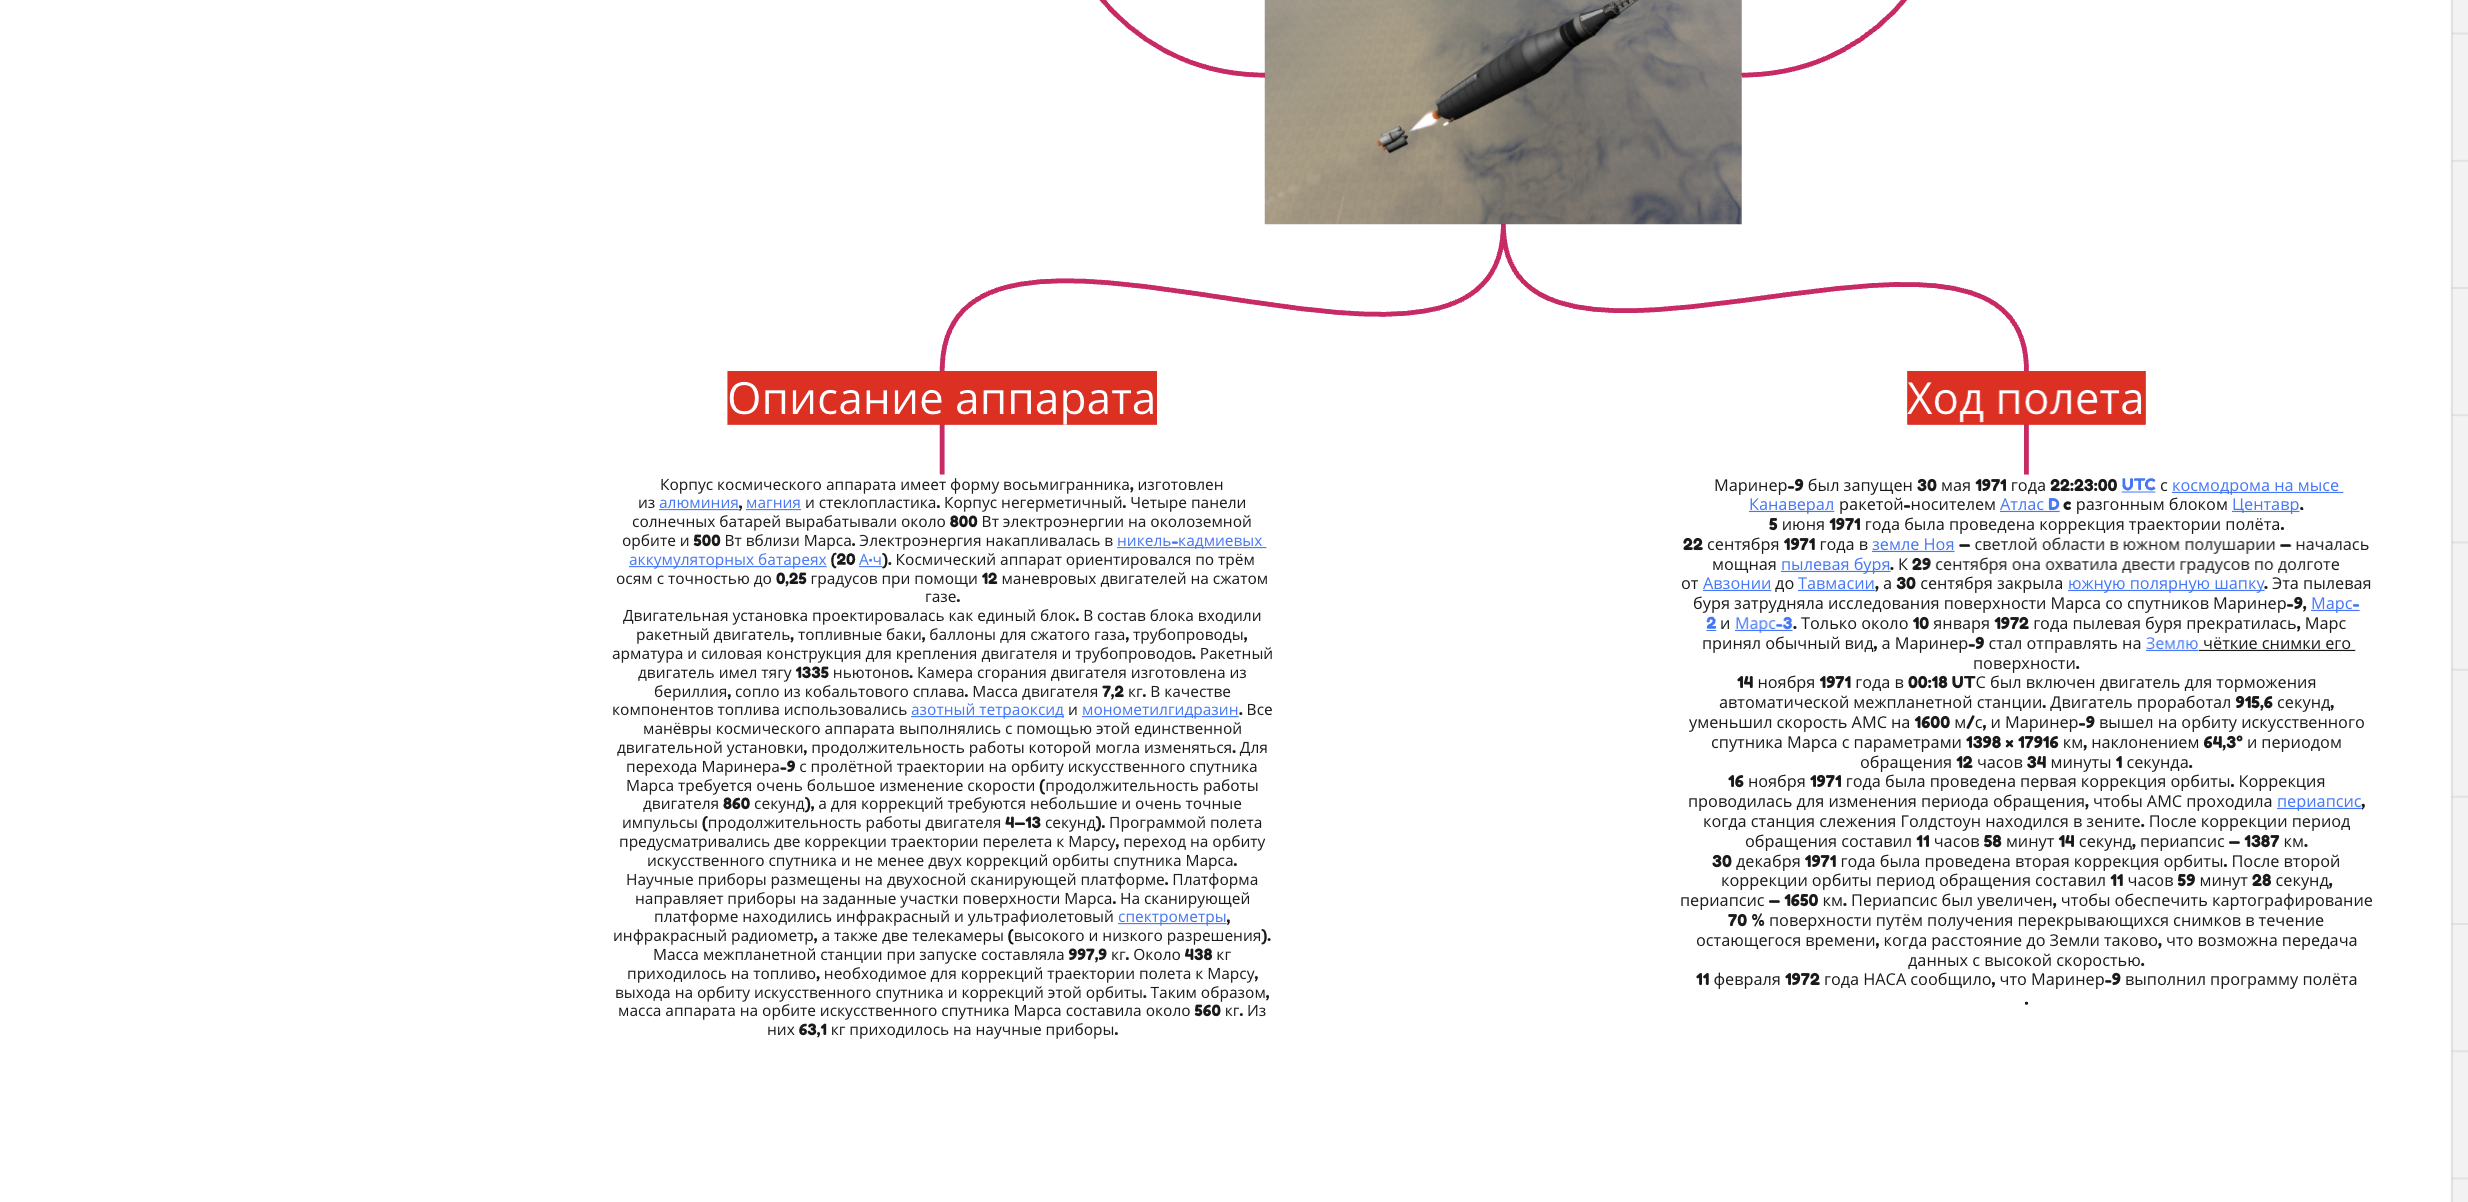 Описание аппарата
Корпус космического аппарата имеет форму восьмигранника, изготовлен
из алюминия, магния и стеклопластика. Корпус негерметичный. Четыре панели
солнечных батарей вырабатывали около 800 Вт электроэнергии на околоземной
орбите и 500 Вт вблизи Марса. Электроэнергия накапливалась в никель-кадмиевых
аккумуляторных батареях (20 А·ч). Космический аппарат ориентировался по трём
осям с точностью до 0,25 градусов при помощи 12 маневровых двигателей на сжатом
газе.
Двигательная установка проектировалась как единый блок. В состав блока входили
ракетный двигатель, топливные баки, баллоны для сжатого газа, трубопроводы,
арматура и силовая конструкция для крепления двигателя и трубопроводов. Ракетный
двигатель имел тягу 1335 ньютонов. Камера сгорания двигателя изготовлена из
бериллия, сопло из кобальтового сплава. Масса двигателя 7,2 кг. В качестве
компонентов топлива использовались азотный тетраоксид и монометилгидразин. Все
манёвры космического аппарата выполнялись с помощью этой единственной
двигательной установки, продолжительность работы которой могла изменяться. Для
перехода Маринера-9 с пролётной траектории на орбиту искусственного спутника
Марса требуется очень большое изменение скорости (продолжительность работы
двигателя 860 секунд), а для коррекций требуются небольшие и очень точные
импульсы (продолжительность работы двигателя 4—13 секунд). Программой полета
предусматривались две коррекции траектории перелета к Марсу, переход на орбиту
искусственного спутника и не менее двух коррекций орбиты спутника Марса.
Научные приборы размещены на двухосной сканирующей платформе. Платформа
направляет приборы на заданные участки поверхности Марса. На сканирующей
платформе находились инфракрасный и ультрафиолетовый спектрометры,
инфракрасный радиометр, а также две телекамеры (высокого и низкого разрешения).
Масса межпланетной станции при запуске составляла 997,9 кг. Около 438 кг
приходилось на топливо, необходимое для коррекций траектории полета к Марсу,
выхода на орбиту искусственного спутника и коррекций этой орбиты. Таким образом,
масса аппарата на орбите искусственного спутника Марса составила около 560 кг. Из
них 63,1 кг приходилось на научные приборы.
Ход полета
Маринер-9 был запущен 30 мая 1971 года 22:23:00 UTC с космодрома на мысе
Канаверал ракетой-носителем Атлас D с разгонным блоком Центавр.
5 июня 1971 года была проведена коррекция траектории полёта.
22 сентября 1971 года в земле Ноя — светлой области в южном полушарии — началась
мощная пылевая буря. К 29 сентября она охватила двести градусов по долготе
от Авзонии до Тавмасии, а 30 сентября закрыла южную полярную шапку. Эта пылевая
буря затрудняла исследования поверхности Марса со спутников Маринер-9, Марс-
2 и Марс-3. Только около 10 января 1972 года пылевая буря прекратилась, Марс
принял обычный вид, а Маринер-9 стал отправлять на Землю чёткие снимки его
поверхности.
14 ноября 1971 года в 00:18 UTC был включен двигатель для торможения
автоматической межпланетной станции. Двигатель проработал 915,6 секунд,
уменьшил скорость АМС на 1600 м/с, и Маринер-9 вышел на орбиту искусственного
спутника Марса с параметрами 1398 × 17916 км, наклонением 64,3° и периодом
обращения 12 часов 34 минуты 1 секунда.
16 ноября 1971 года была проведена первая коррекция орбиты. Коррекция
проводилась для изменения периода обращения, чтобы АМС проходила периапсис,
когда станция слежения Голдстоун находился в зените. После коррекции период
обращения составил 11 часов 58 минут 14 секунд, периапсис — 1387 км.
30 декабря 1971 года была проведена вторая коррекция орбиты. После второй
коррекции орбиты период обращения составил 11 часов 59 минут 28 секунд,
периапсис — 1650 км. Периапсис был увеличен, чтобы обеспечить картографирование
70 % поверхности путём получения перекрывающихся снимков в течение
остающегося времени, когда расстояние до Земли таково, что возможна передача
данных с высокой скоростью.
11 февраля 1972 года НАСА сообщило, что Маринер-9 выполнил программу полёта
.